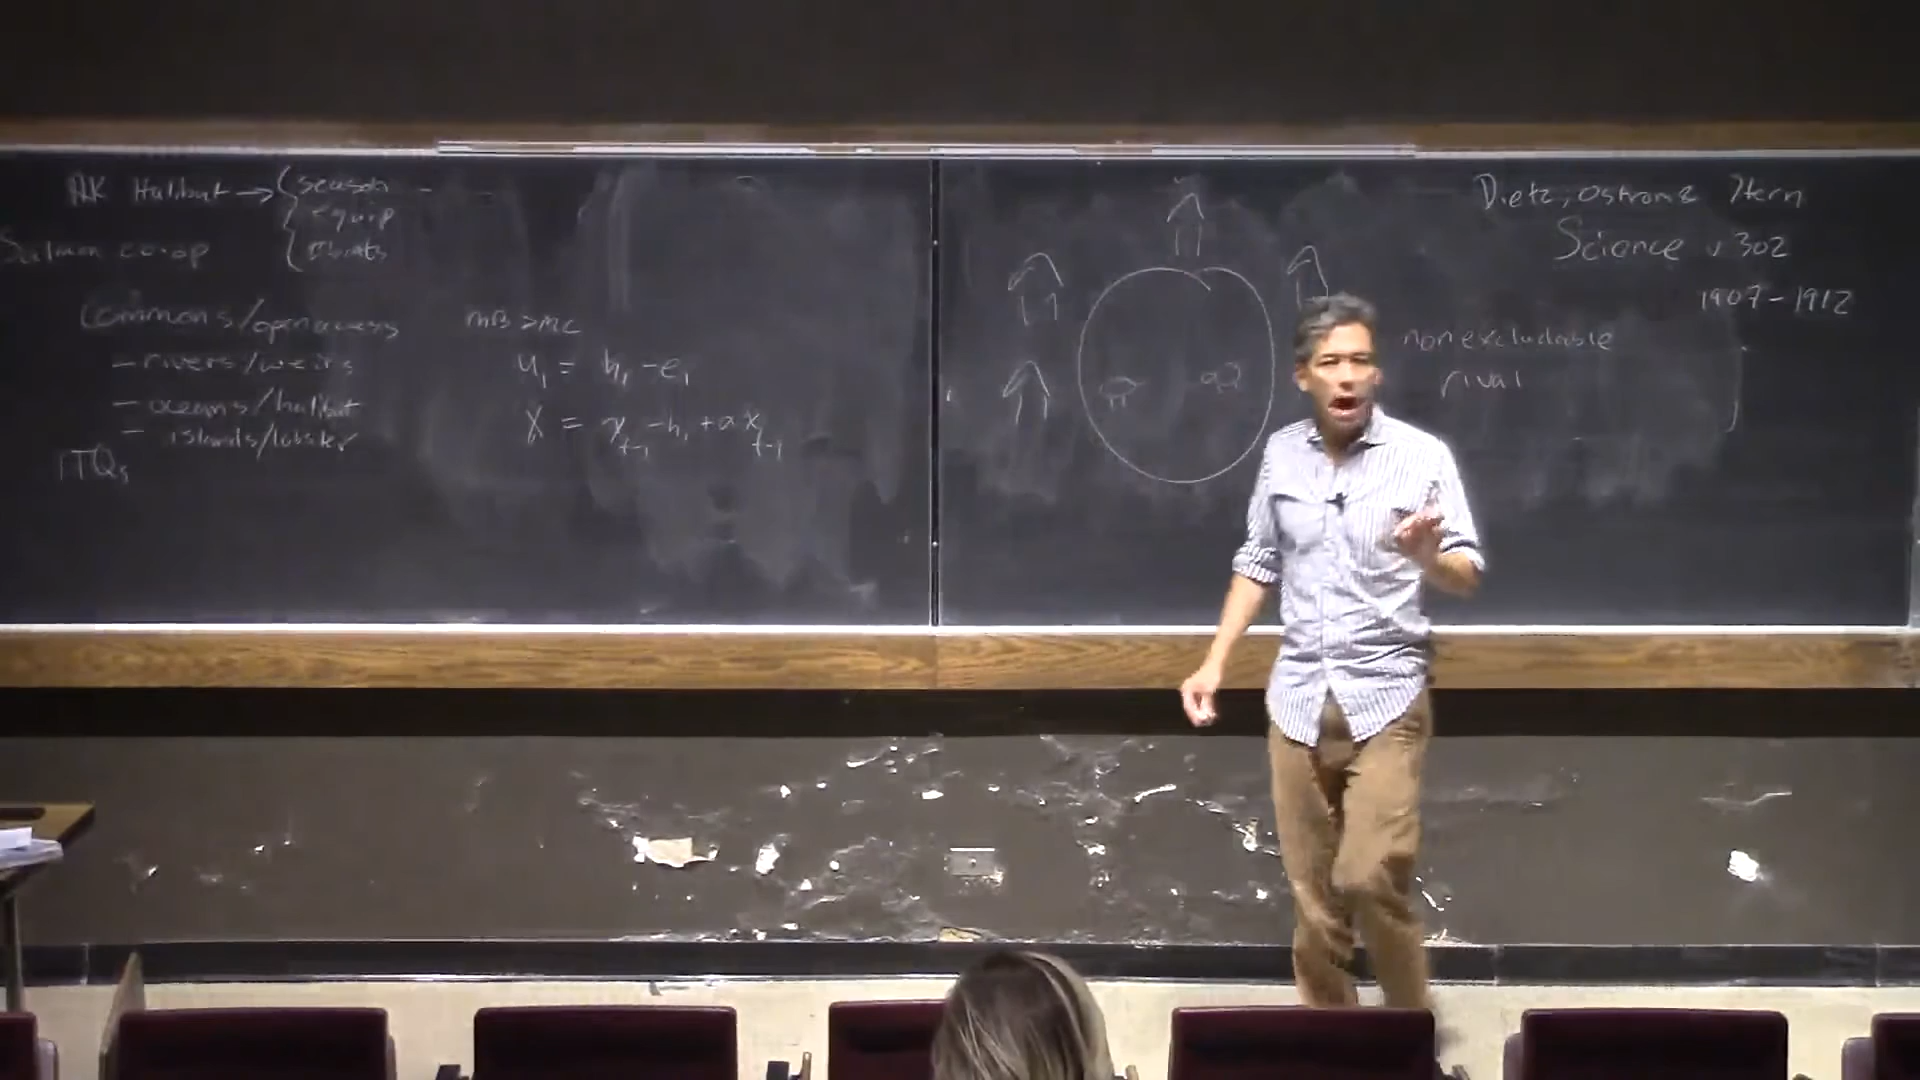 AK Halibut → { season -
equip
# boats
Salmon co-op
Commons/open access
- rivers/weirs
- oceans/halibut
- islands/lobster
ITQs
MB > MC
u₁ = h₁ - e₁
X = x_{t-1} - h₁ + a x_{t-1}
Dietz, Ostrom & Stern
Science v 302
1907-1912
nonexcludable
rival